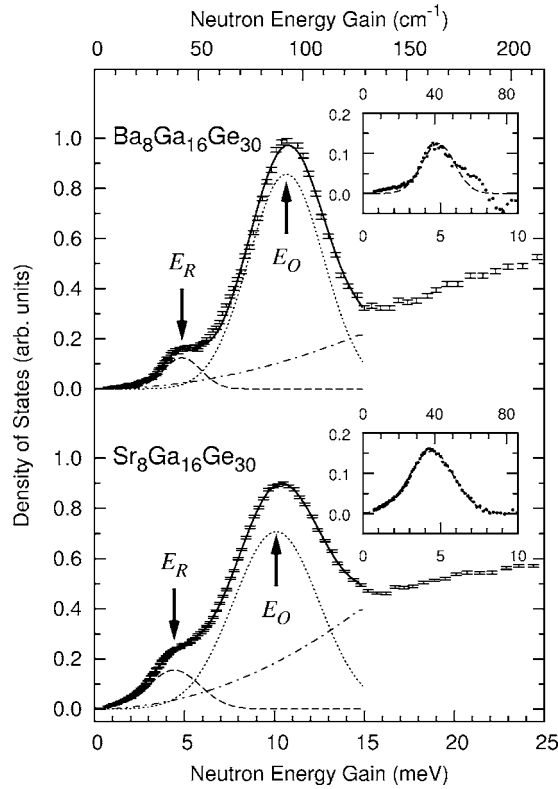 Neutron Energy Gain (cm⁻¹)
0 50 100 150 200
Density of States (arb. units)
Ba₈Ga₁₆Ge₃₀
1.0
0.8
0.6
0.4
0.2
0.0
E_R
E_O
0 40 80
0.2
0.1
0.0
0 5 10
Sr₈Ga₁₆Ge₃₀
1.0
0.8
0.6
0.4
0.2
0.0
E_R
E_O
0 40 80
0.2
0.1
0.0
0 5 10
0 5 10 15 20 25
Neutron Energy Gain (meV)